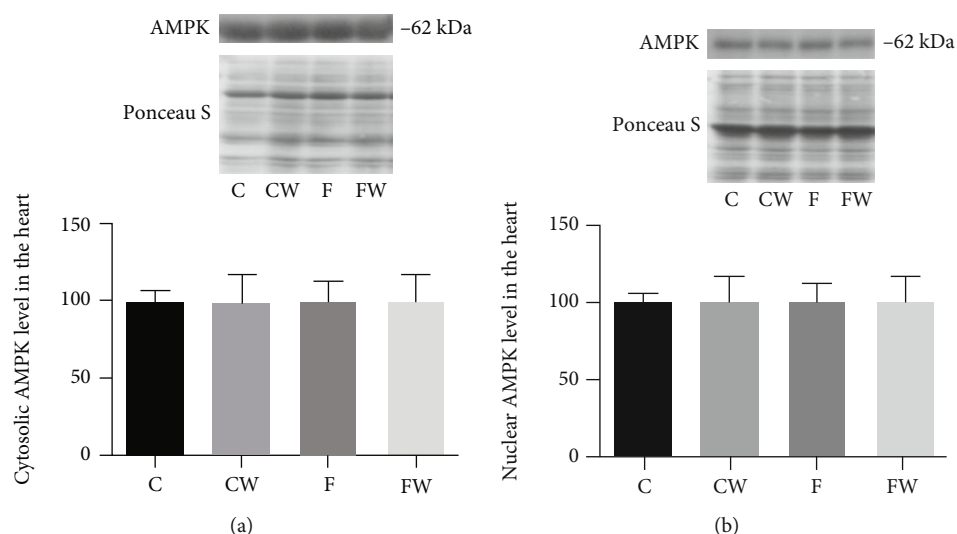 AMPK
–62 kDa
Ponceau S
C CW F FW
Cytosolic AMPK level in the heart
150
100
50
0
C CW F FW
(a)
AMPK
–62 kDa
Ponceau S
C CW F FW
Nuclear AMPK level in the heart
150
100
50
0
C CW F FW
(b)